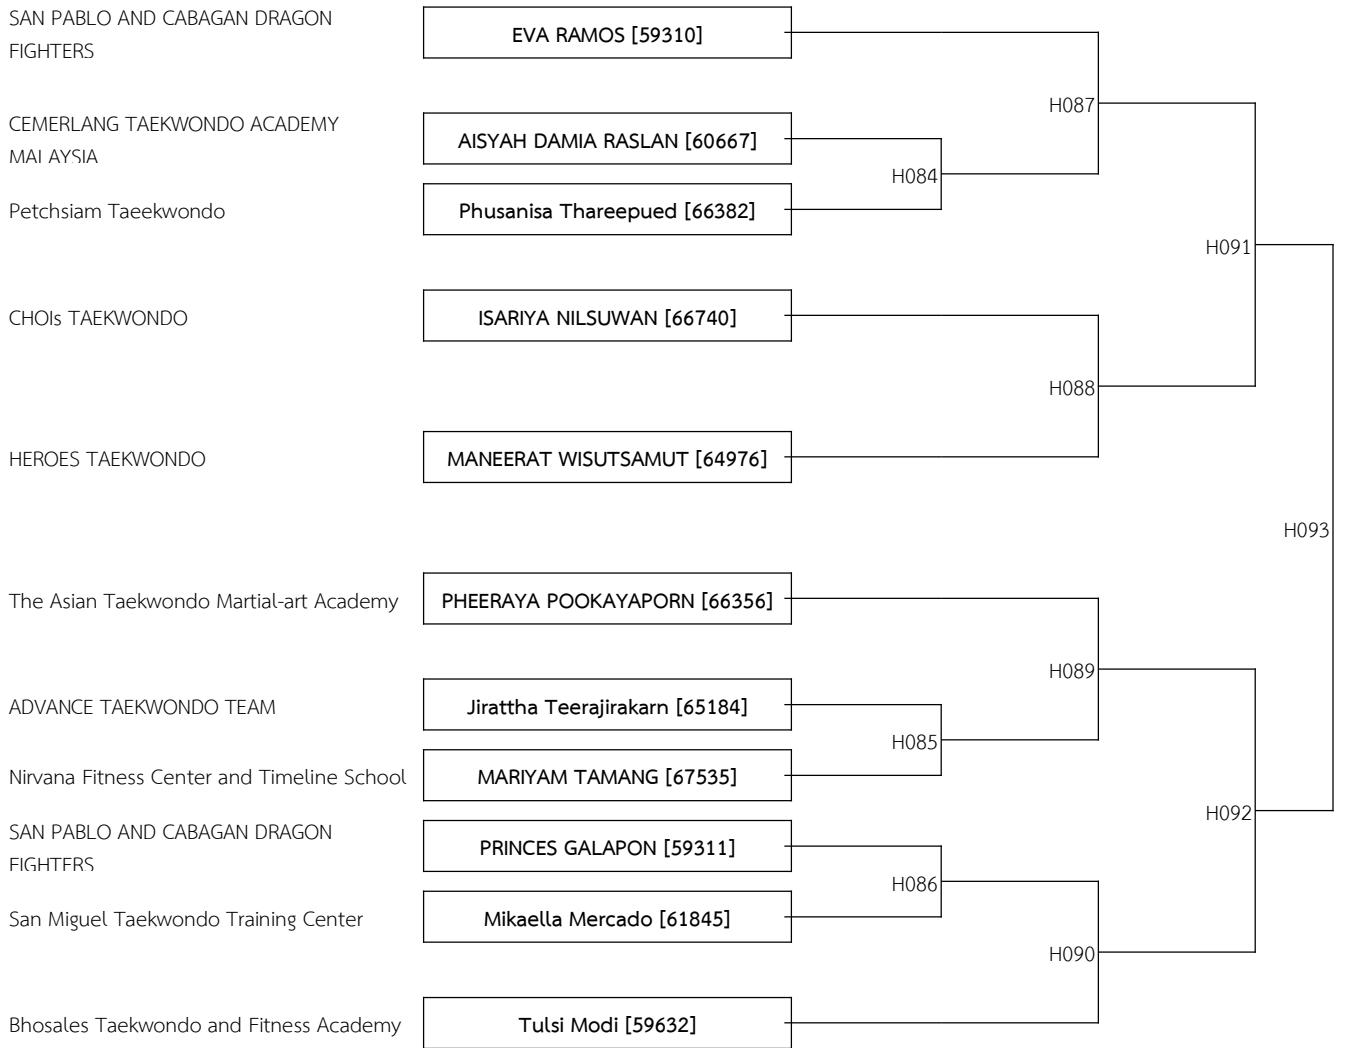 SAN PABLO AND CABAGAN DRAGON
FIGHTERS
EVA RAMOS [59310]
H087
CEMERLANG TAEKWONDO ACADEMY
MALAYSIA
AISYAH DAMIA RASLAN [60667]
H084
Petchsiam Taeekwondo
Phusanisa Thareepued [66382]
H091
CHOIs TAEKWONDO
ISARIYA NILSUWAN [66740]
H088
HEROES TAEKWONDO
MANEERAT WISUTSAMUT [64976]
H093
The Asian Taekwondo Martial-art Academy
PHEERAYA POOKAYAPORN [66356]
H089
ADVANCE TAEKWONDO TEAM
Jirattha Teerajirakarn [65184]
H085
Nirvana Fitness Center and Timeline School
MARIYAM TAMANG [67535]
H092
SAN PABLO AND CABAGAN DRAGON
FIGHTERS
PRINCES GALAPON [59311]
H086
San Miguel Taekwondo Training Center
Mikaella Mercado [61845]
H090
Bhosales Taekwondo and Fitness Academy
Tulsi Modi [59632]